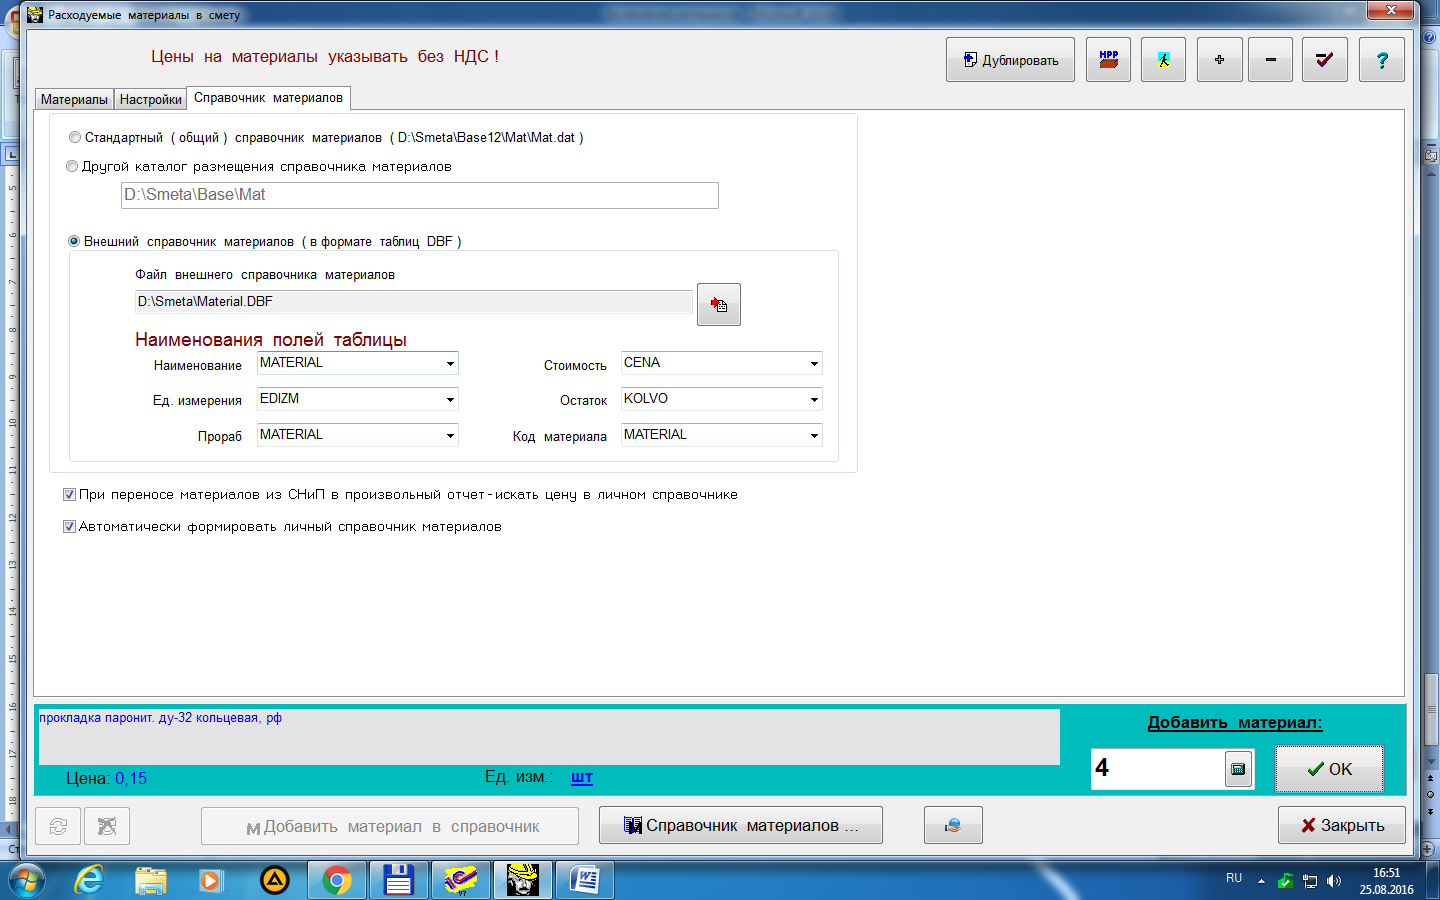 Расходуемые материалы в смету
Цены на материалы указывать без НДС !
Дублировать
НРР
+
-
?
Материалы
Настройки
Справочник материалов
Стандартный ( общий ) справочник материалов ( D:\Smeta\Base12\Mat\Mat.dat )
Другой каталог размещения справочника материалов
D:\Smeta\Base\Mat
Внешний справочник материалов ( в формате таблиц DBF )
Файл внешнего справочника материалов
D:\Smeta\Material.DBF
Наименования полей таблицы
Наименование MATERIAL Стоимость CENA
Ед. измерения EDIZM Остаток KOLVO
Прораб MATERIAL Код материала MATERIAL
При переносе материалов из СНиП в произвольный отчет - искать цену в личном справочнике
Автоматически формировать личный справочник материалов
прокладка паронит. ду-32 кольцевая, рф
Добавить материал:
4
OK
Цена: 0,15
Ед. изм.: шт
М Добавить материал в справочник
Справочник материалов ...
Закрыть
RU
16:51
25.08.2016